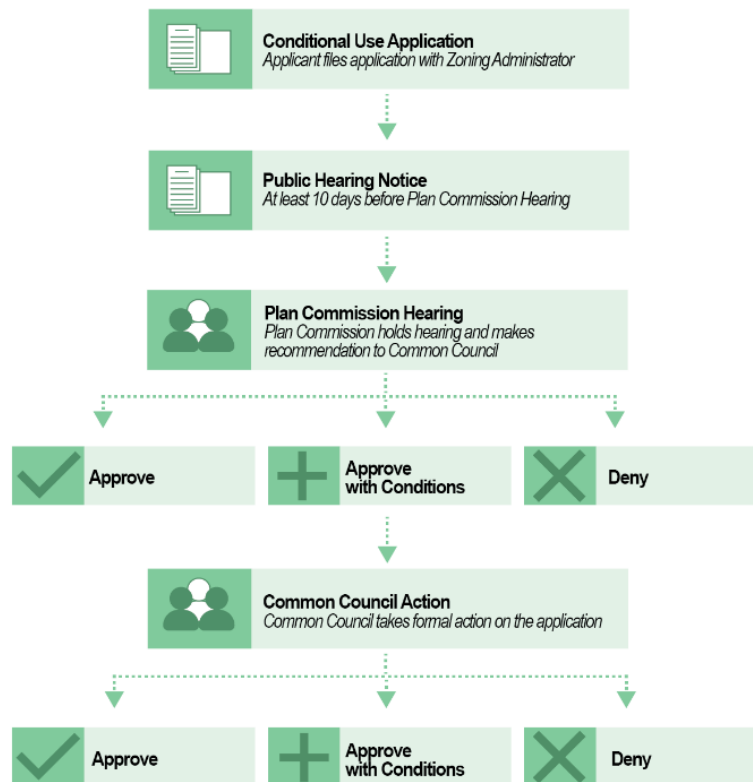 Conditional Use Application
Applicant files application with Zoning Administrator
Public Hearing Notice
At least 10 days before Plan Commission Hearing
Plan Commission Hearing
Plan Commission holds hearing and makes
recommendation to Common Council
Approve
Approve
with Conditions
Deny
Common Council Action
Common Council takes formal action on the application
Approve
Approve
with Conditions
Deny